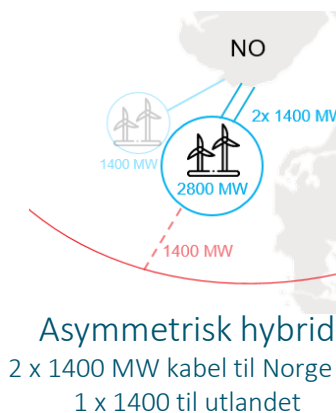 NO
2x 1400 MW
1400 MW
2800 MW
1400 MW
Asymmetrisk hybrid
2 x 1400 MW kabel til Norge
1 x 1400 til utlandet